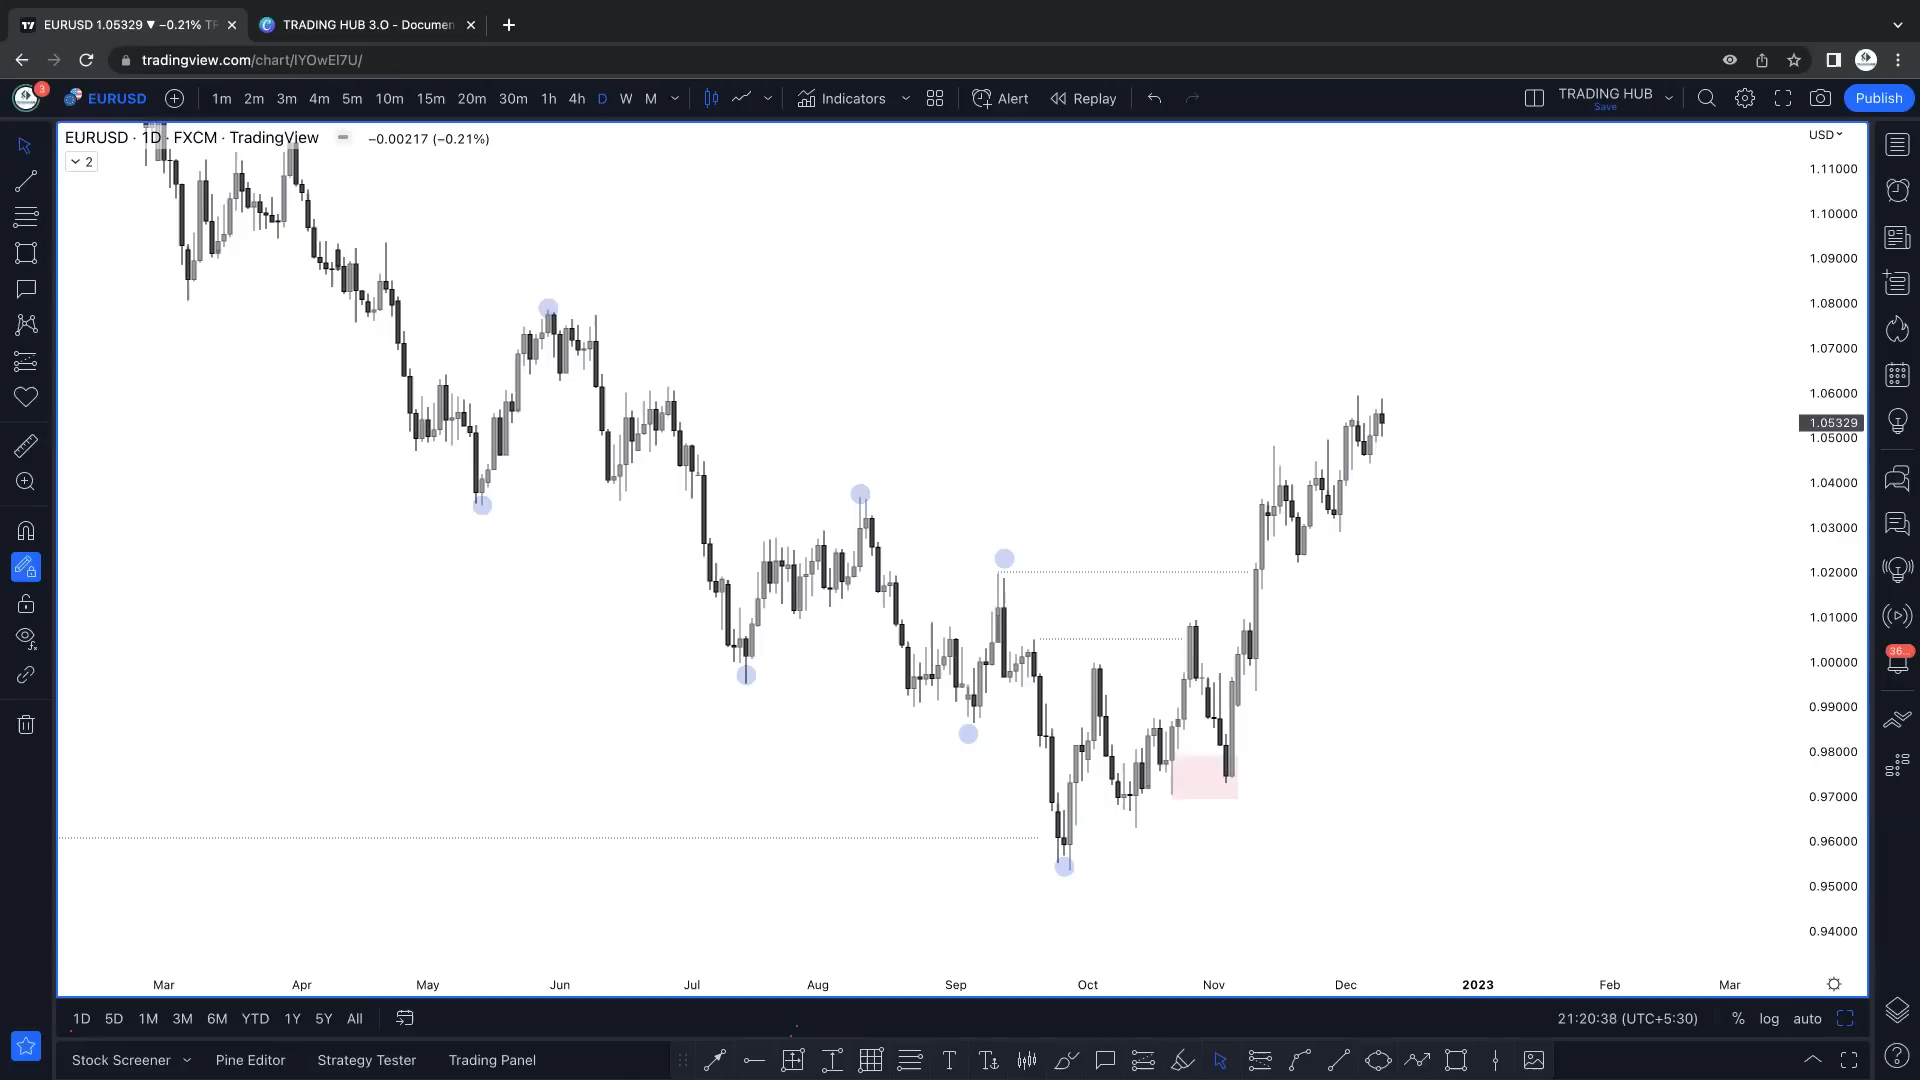 EURUSD 1.05329 ▼ −0.21% TF
TRADING HUB 3.O - Documen
tradingview.com/chart/lYOwEl7U/
3
EURUSD
1m 2m 3m 4m 5m 10m 15m 20m 30m 1h 4h D W M
Indicators
Alert
Replay
TRADING HUB
Save
Publish
EURUSD · 1D · FXCM · TradingView
−0.00217 (−0.21%)
2
USD
1.11000
1.10000
1.09000
1.08000
1.07000
1.06000
1.05329
1.05000
1.04000
1.03000
1.02000
1.01000
1.00000
0.99000
0.98000
0.97000
0.96000
0.95000
0.94000
36...
Mar Apr May Jun Jul Aug Sep Oct Nov Dec 2023 Feb Mar
1D 5D 1M 3M 6M YTD 1Y 5Y All
21:20:38 (UTC+5:30)
% log auto
Stock Screener
Pine Editor
Strategy Tester
Trading Panel